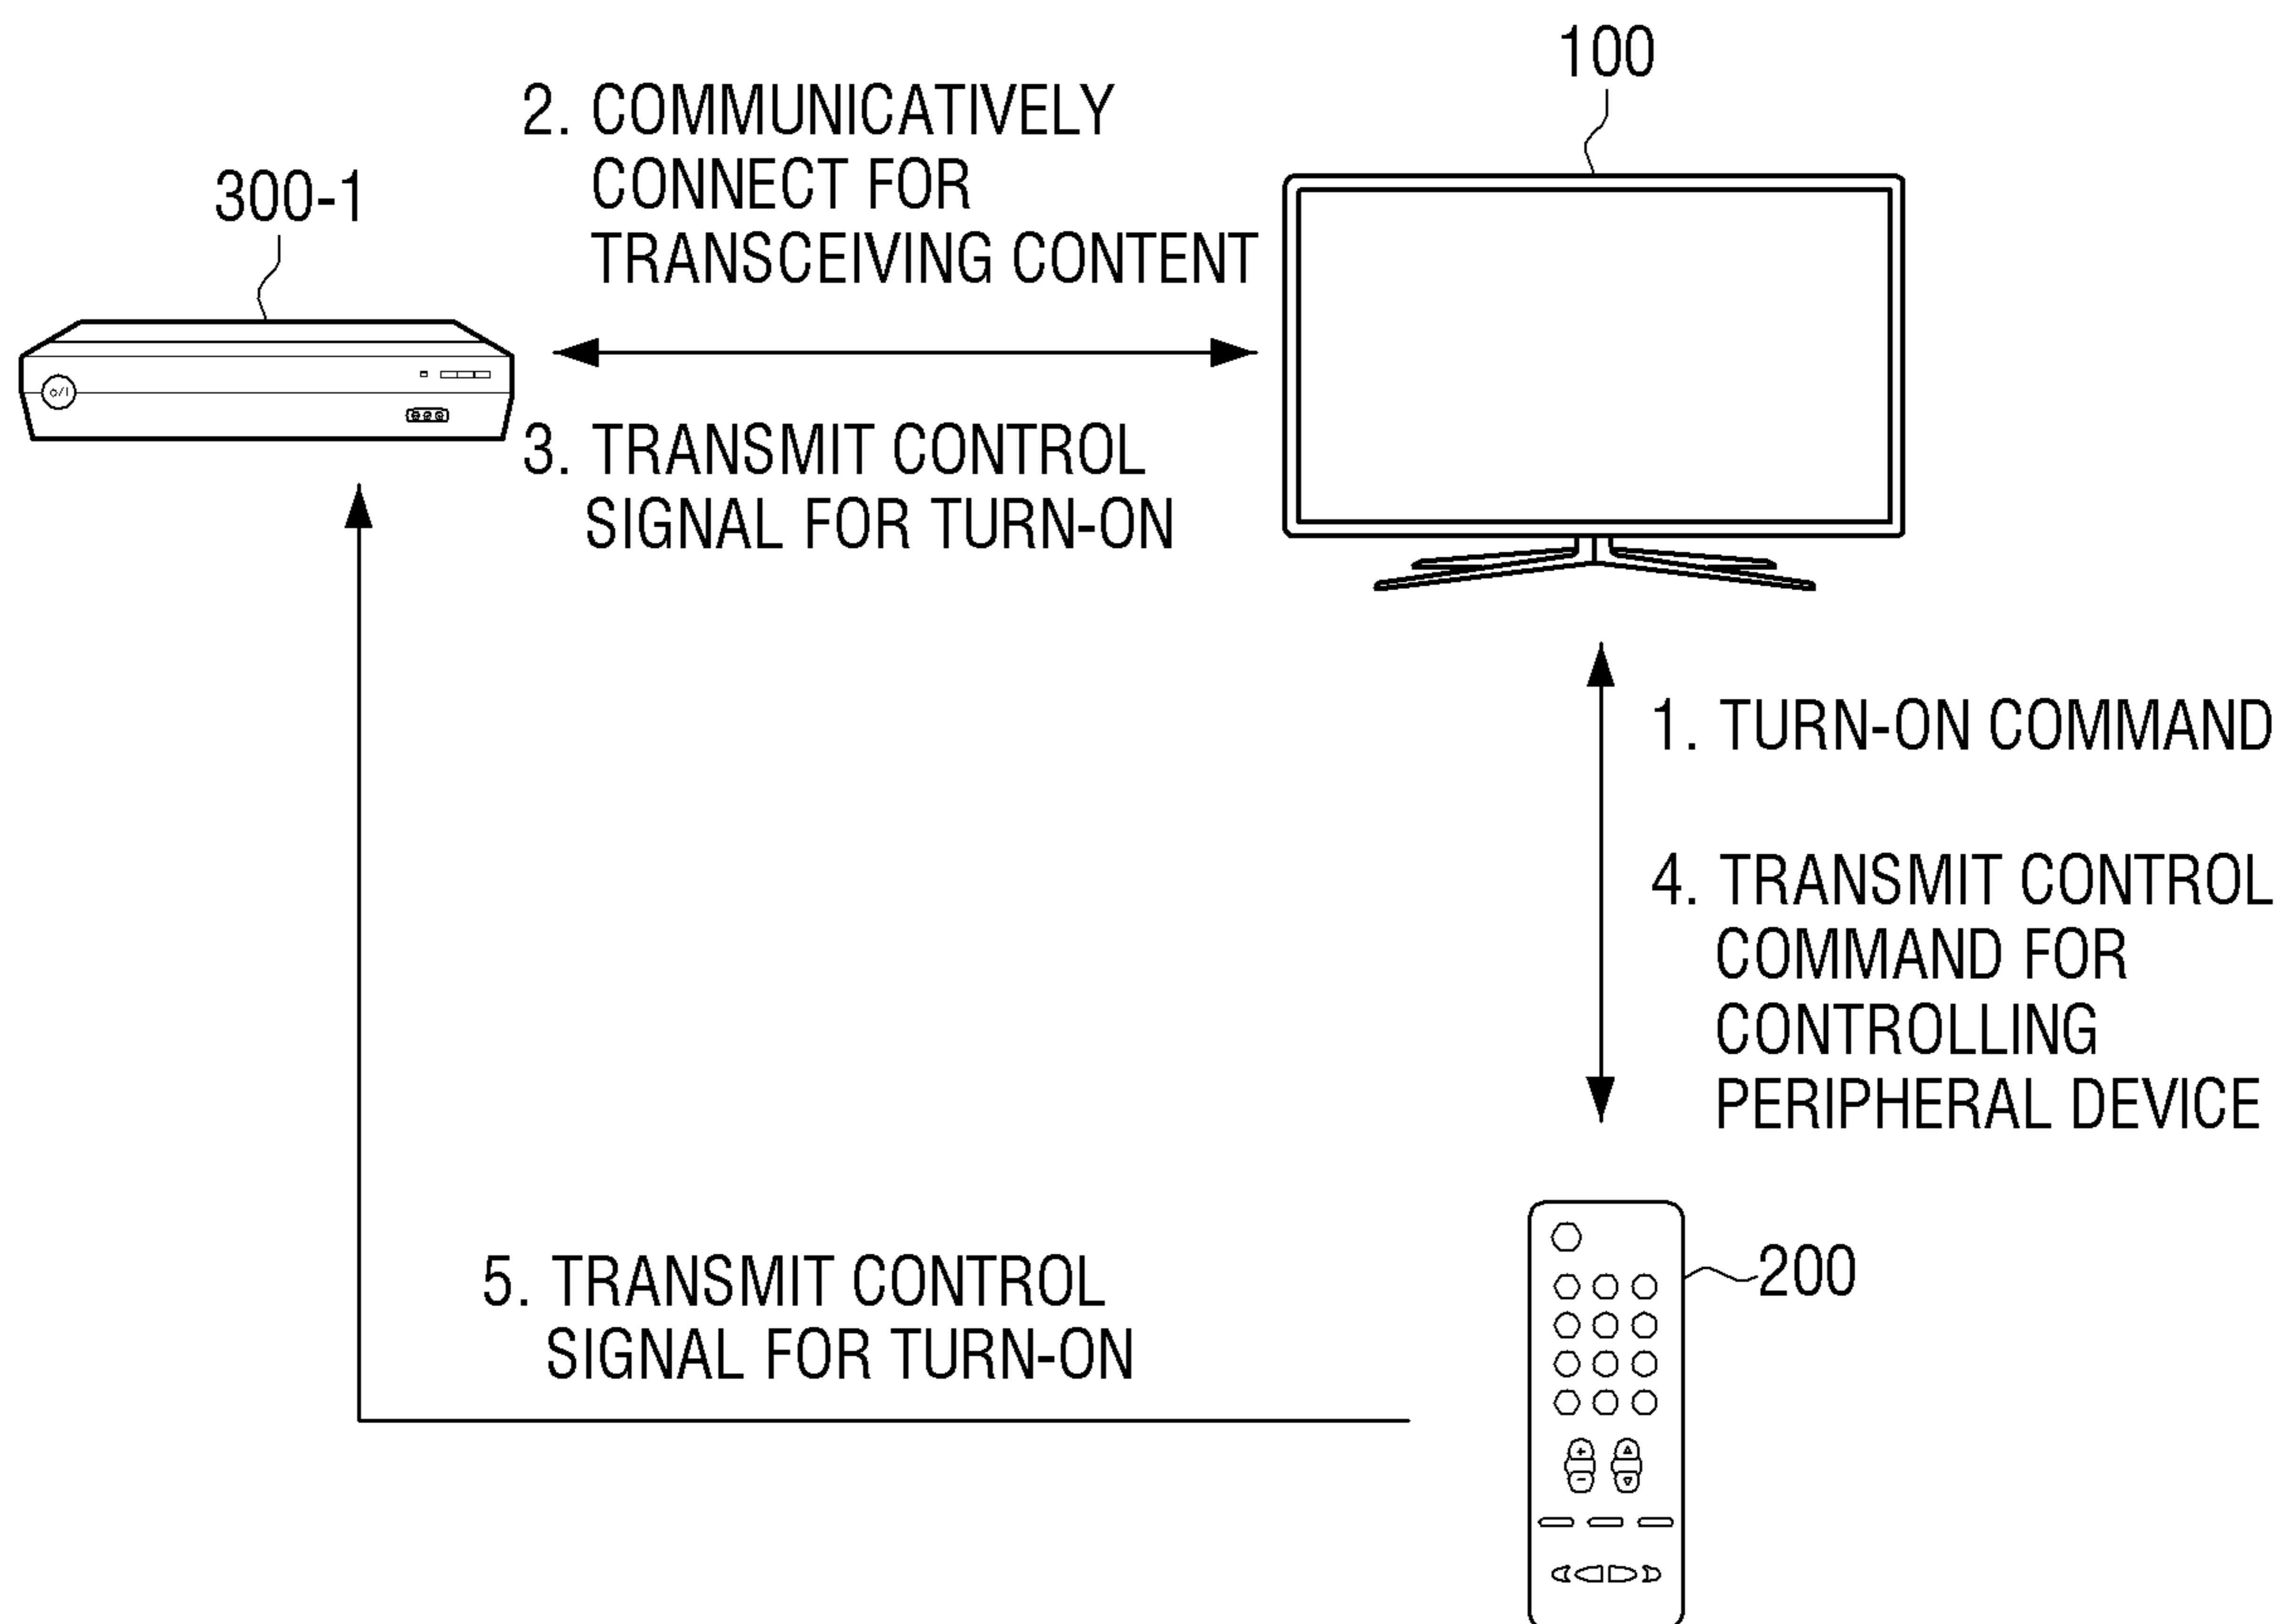 100
2. COMMUNICATIVELY
CONNECT FOR
TRANSCEIVING CONTENT
300-1
o/I
3. TRANSMIT CONTROL
SIGNAL FOR TURN-ON
1. TURN-ON COMMAND
4. TRANSMIT CONTROL
COMMAND FOR
CONTROLLING
PERIPHERAL DEVICE
200
5. TRANSMIT CONTROL
SIGNAL FOR TURN-ON
+
-